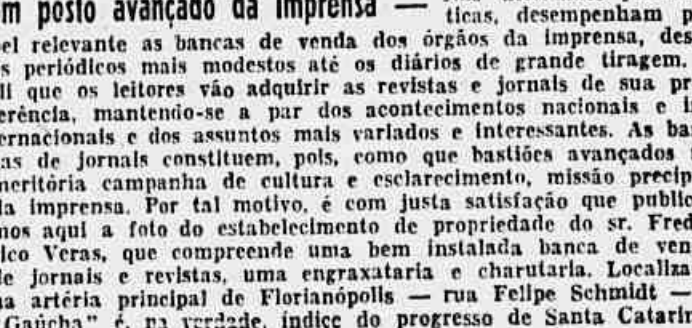 m posto avançado da imprensa —
ticas, desempenham p
el relevante as bancas de venda dos órgãos da imprensa, des
s periódicos mais modestos até os diários de grande tiragem.
li que os leitores vão adquirir as revistas e jornais de sua pr
erência, mantendo-se a par dos acontecimentos nacionais e i
ernacionais e dos assuntos mais variados e interessantes. As ba
as de jornais constituem, pois, como que bastiões avançados
meritória campanha de cultura e esclarecimento, missão precip
da imprensa. Por tal motivo, é com justa satisfação que public
mos aqui a foto do estabelecimento de propriedade do sr. Fred
ico Veras, que compreende uma bem instalada banca de ven
de jornais e revistas, uma engraxataria e charutaria. Localiza
na artéria principal de Florianópolis — rua Felipe Schmidt —
Gaúcha" é, na verdade, índice do progresso de Santa Catarin